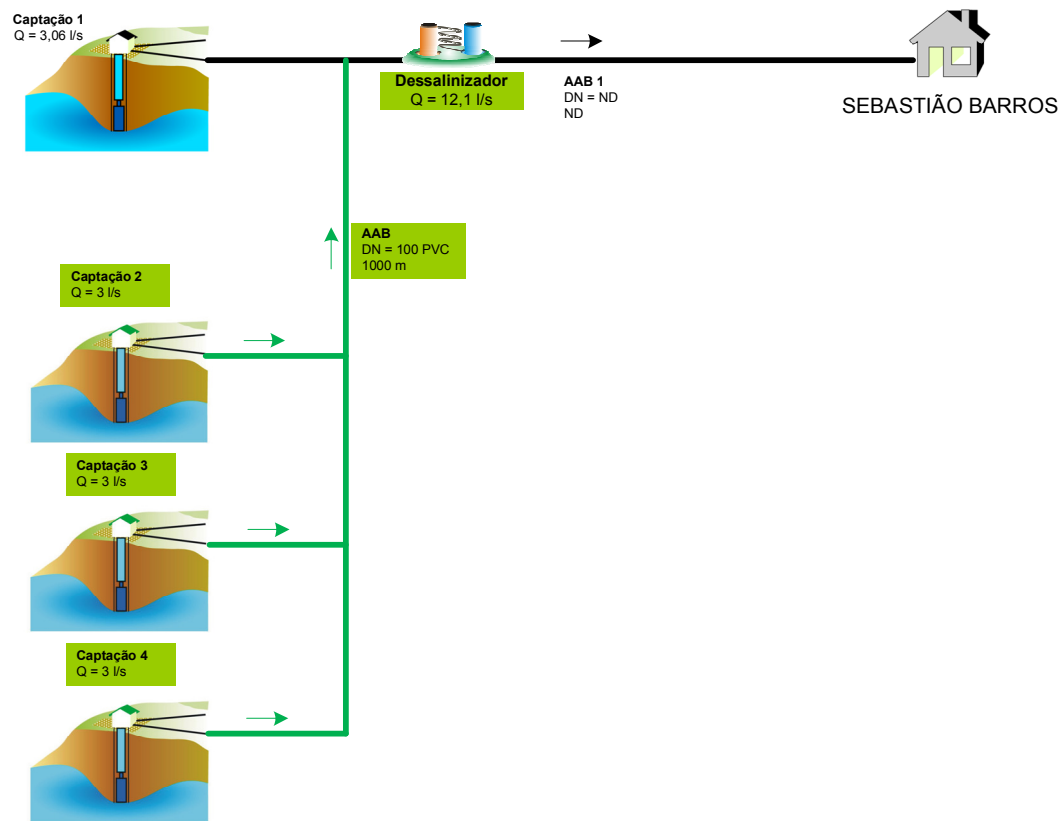 Captação 1
Q = 3,06 l/s
Dessalinizador
Q = 12,1 l/s
AAB 1
DN = ND
ND
SEBASTIÃO BARROS
AAB
DN = 100 PVC
1000 m
Captação 2
Q = 3 l/s
Captação 3
Q = 3 l/s
Captação 4
Q = 3 l/s